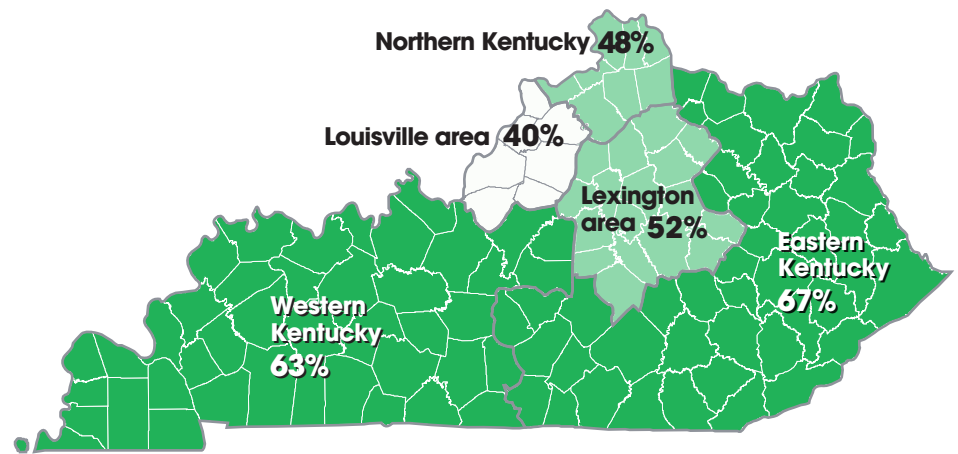 Northern Kentucky 48%
Louisville area 40%
Lexington
area 52%
Eastern
Kentucky
67%
Western
Kentucky
63%